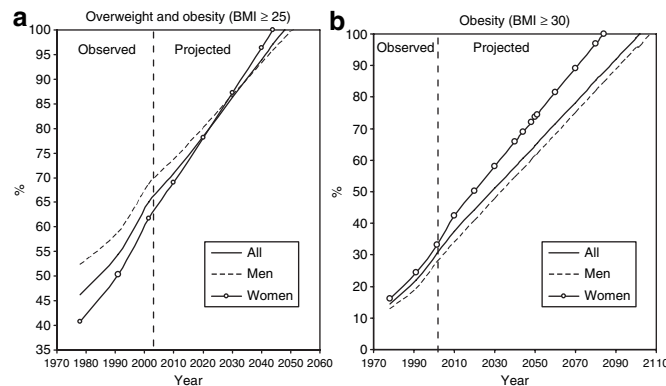 a
Overweight and obesity (BMI ≥ 25)
100
95
90
85
80
75
70
65
60
55
50
45
40
35
%
Observed
Projected
All
Men
Women
1970 1980 1990 2000 2010 2020 2030 2040 2050 2060
Year
b
Obesity (BMI ≥ 30)
100
90
80
70
60
50
40
30
20
10
0
%
Observed
Projected
All
Men
Women
1970 1990 2010 2030 2050 2070 2090 2110
Year